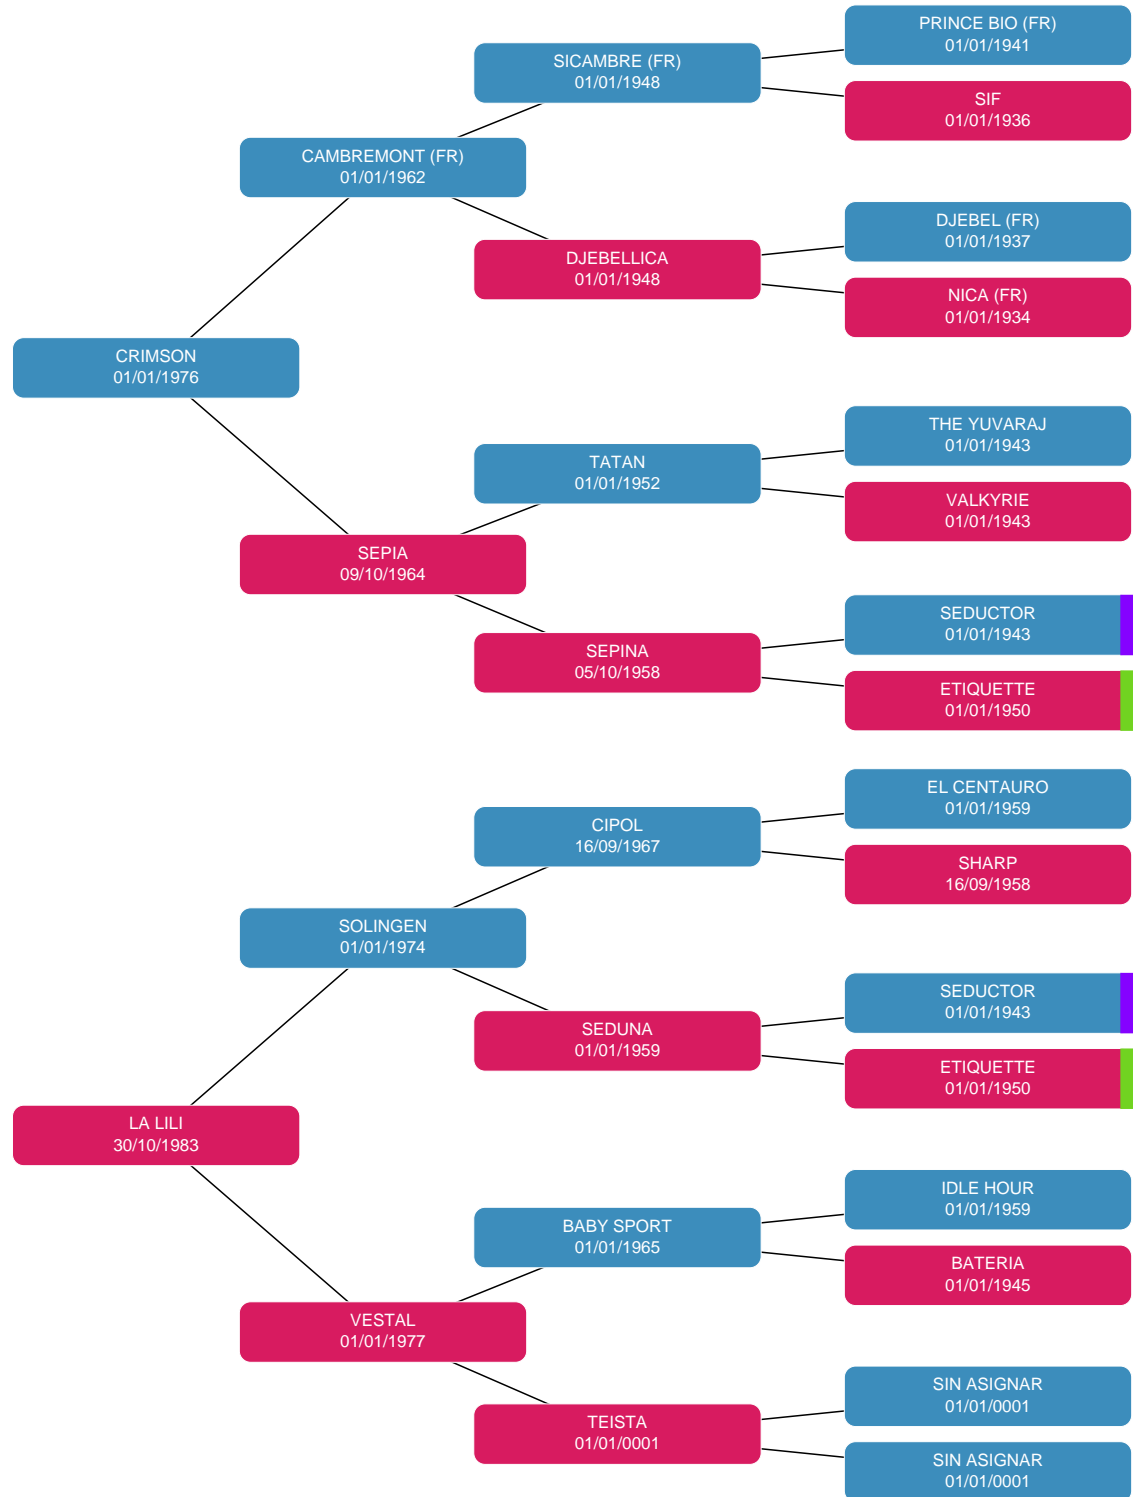 PRINCE BIO (FR)
01/01/1941
SICAMBRE (FR)
01/01/1948
SIF
01/01/1936
CAMBREMONT (FR)
01/01/1962
DJEBEL (FR)
01/01/1937
DJEBELLICA
01/01/1948
NICA (FR)
01/01/1934
CRIMSON
01/01/1976
THE YUVARAJ
01/01/1943
TATAN
01/01/1952
VALKYRIE
01/01/1943
SEPIA
09/10/1964
SEDUCTOR
01/01/1943
SEPINA
05/10/1958
ETIQUETTE
01/01/1950
EL CENTAURO
01/01/1959
CIPOL
16/09/1967
SHARP
16/09/1958
SOLINGEN
01/01/1974
SEDUCTOR
01/01/1943
SEDUNA
01/01/1959
ETIQUETTE
01/01/1950
LA LILI
30/10/1983
IDLE HOUR
01/01/1959
BABY SPORT
01/01/1965
BATERIA
01/01/1945
VESTAL
01/01/1977
SIN ASIGNAR
01/01/0001
TEISTA
01/01/0001
SIN ASIGNAR
01/01/0001